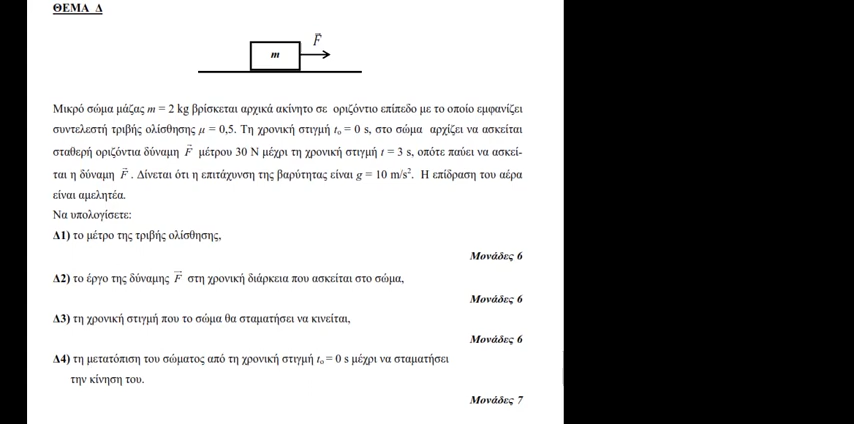 ΘΕΜΑ Δ
F
m
Μικρό σώμα μάζας m = 2 kg βρίσκεται αρχικά ακίνητο σε οριζόντιο επίπεδο με το οποίο εμφανίζει
συντελεστή τριβής ολίσθησης μ = 0,5. Τη χρονική στιγμή t₀ = 0 s, στο σώμα αρχίζει να ασκείται
σταθερή οριζόντια δύναμη F μέτρου 30 N μέχρι τη χρονική στιγμή t = 3 s, οπότε παύει να ασκεί-
ται η δύναμη F. Δίνεται ότι η επιτάχυνση της βαρύτητας είναι g = 10 m/s². Η επίδραση του αέρα
είναι αμελητέα.
Να υπολογίσετε:
Δ1) το μέτρο της τριβής ολίσθησης,
Μονάδες 6
Δ2) το έργο της δύναμης F στη χρονική διάρκεια που ασκείται στο σώμα,
Μονάδες 6
Δ3) τη χρονική στιγμή που το σώμα θα σταματήσει να κινείται,
Μονάδες 6
Δ4) τη μετατόπιση του σώματος από τη χρονική στιγμή t₀ = 0 s μέχρι να σταματήσει
την κίνηση του.
Μονάδες 7